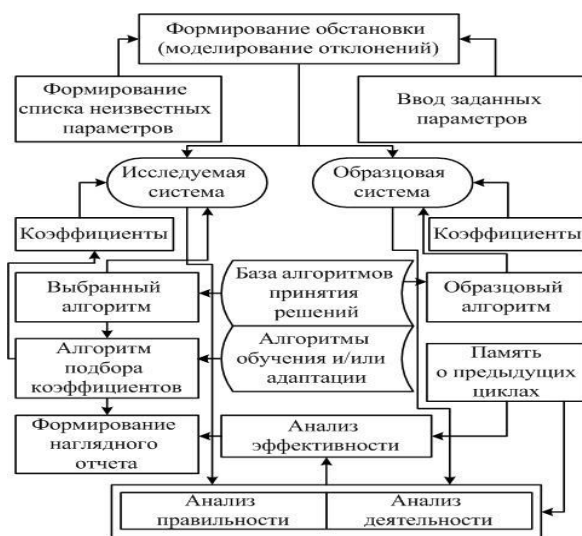 Формирование обстановки
(моделирование отклонений)
Формирование
списка неизвестных
параметров
Ввод заданных
параметров
Исследуемая
система
Образцовая
система
Коэффициенты
Коэффициенты
Выбранный
алгоритм
База алгоритмов
принятия
решений
Образцовый
алгоритм
Алгоритм
подбора
коэффициентов
Алгоритмы
обучения и/или
адаптации
Память
о предыдущих
циклах
Формирование
наглядного
отчета
Анализ
эффективности
Анализ
правильности
Анализ
деятельности